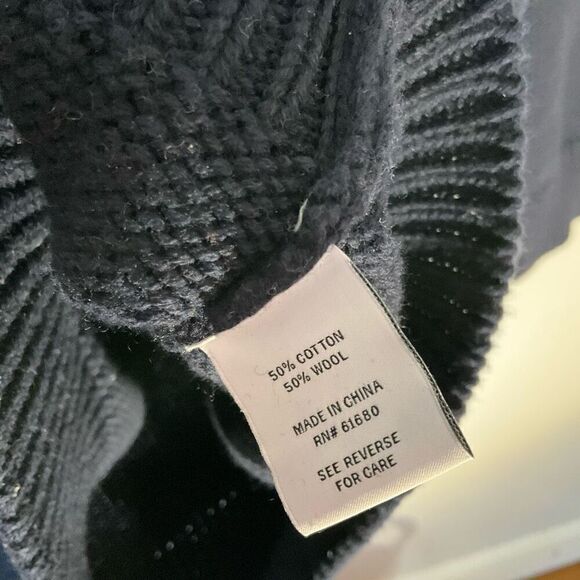 50% COTTON
50% WOOL
MADE IN CHINA
RN# 61680
SEE REVERSE
FOR CARE